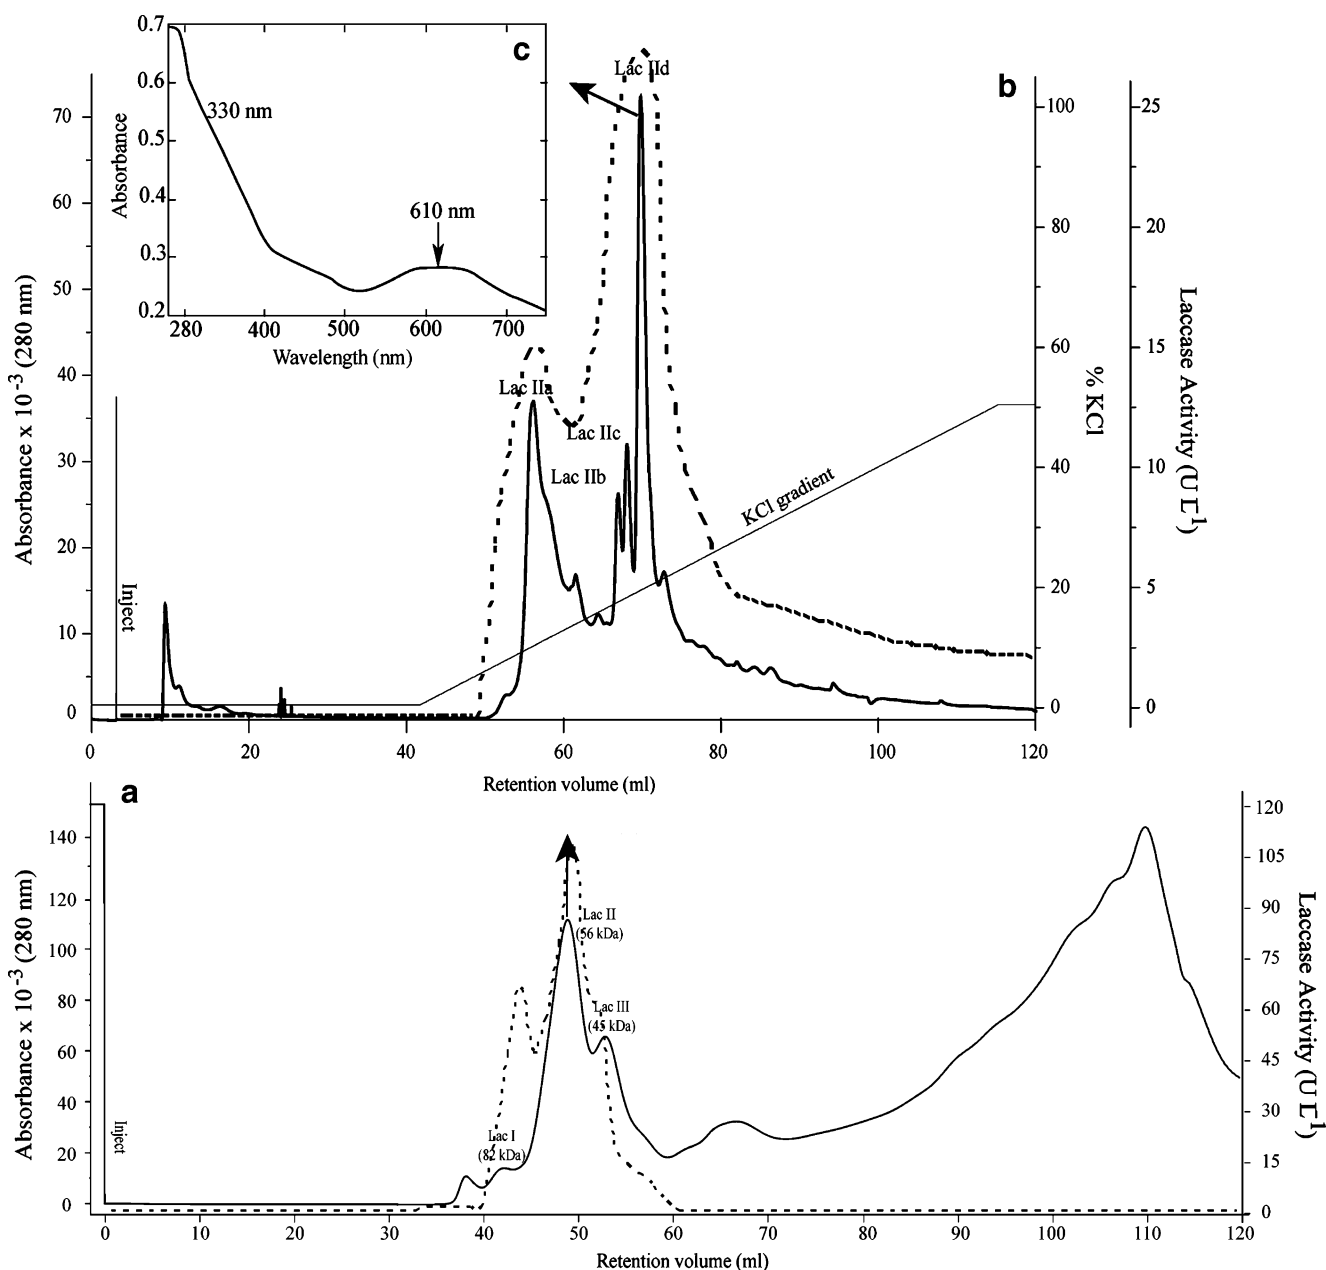 c
0.7
0.6
0.5
0.4
0.3
0.2
Absorbance
330 nm
610 nm
280
400
500
600
700
Wavelength (nm)
b
Lac IId
Lac IIa
Lac IIc
Lac IIb
KCl gradient
Inject
70
60
50
40
30
20
10
0
Absorbance x 10-3 (280 nm)
100
80
60
40
20
0
% KCl
25
20
15
10
5
0
Laccase Activity (U L-1)
0
20
40
60
80
100
120
Retention volume (ml)
a
140
120
100
80
60
40
20
0
Absorbance x 10-3 (280 nm)
Inject
Lac I
(82 kDa)
Lac II
(56 kDa)
Lac III
(45 kDa)
120
105
90
75
60
45
30
15
0
Laccase Activity (U L-1)
0
10
20
30
40
50
60
70
80
90
100
110
120
Retention volume (ml)